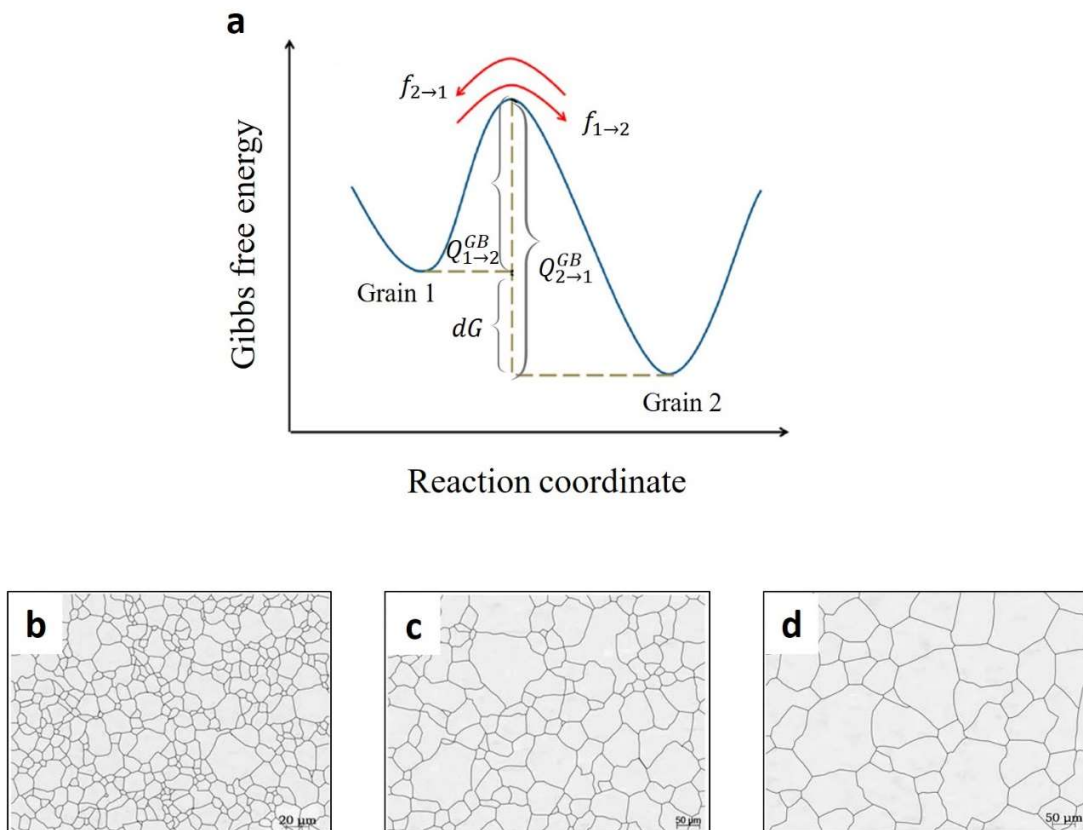 a
f₂→₁
f₁→₂
Gibbs free energy
Q₁→₂ᴳᴮ
Q₂→₁ᴳᴮ
Grain 1
dG
Grain 2
Reaction coordinate
b
c
d
20 µm
50 µm
50 µm